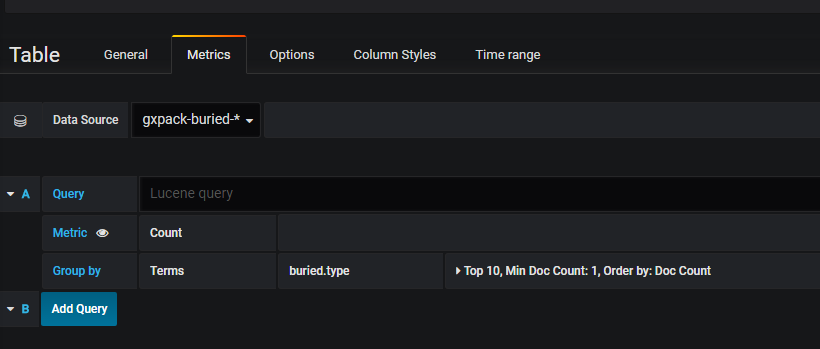 Table General Metrics Options Column Styles Time range
Data Source gxpack-buried-*
A Query Lucene query
Metric Count
Group by Terms buried.type Top 10, Min Doc Count: 1, Order by: Doc Count
B Add Query